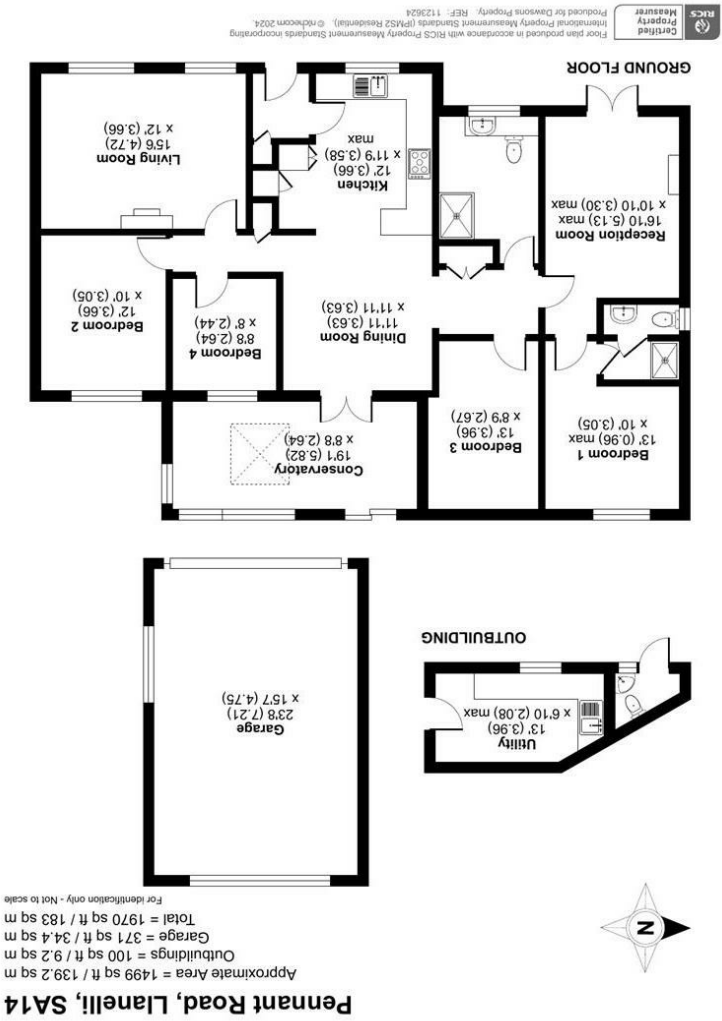 Pennant Road, Llanelli, SA14
Approximate Area = 1499 sq ft / 139.2 sq m
Outbuildings = 100 sq ft / 9.2 sq m
Garage = 371 sq ft / 34.4 sq m
Total = 1970 sq ft / 183 sq m
For identification only - Not to scale
N
Garage
23'8 (7.21)
x 15'7 (4.75)
Utility
13' (3.96)
x 6'10 (2.08) max
OUTBUILDING
Bedroom 1
13' (0.96) max
x 10' (3.05)
Bedroom 3
13' (3.96)
x 8'9 (2.67)
Conservatory
19'1 (5.82)
x 8'8 (2.64)
Dining Room
11'11 (3.63)
x 11'11 (3.63)
Bedroom 4
8'8 (2.64)
x 8' (2.44)
Bedroom 2
12' (3.66)
x 10' (3.05)
Reception Room
16'10 (5.13) max
x 10'10 (3.30) max
Kitchen
12' (3.66)
x 11'9 (3.58)
max
Living Room
15'6 (4.72)
x 12' (3.66)
GROUND FLOOR
Certified
Property
Measurer
RICS
Floor plan produced in accordance with RICS Property Measurement Standards incorporating
International Property Measurement Standards (IPMS2 Residential). © nichecom 2024.
Produced for Dawsons Property. REF: 1123624